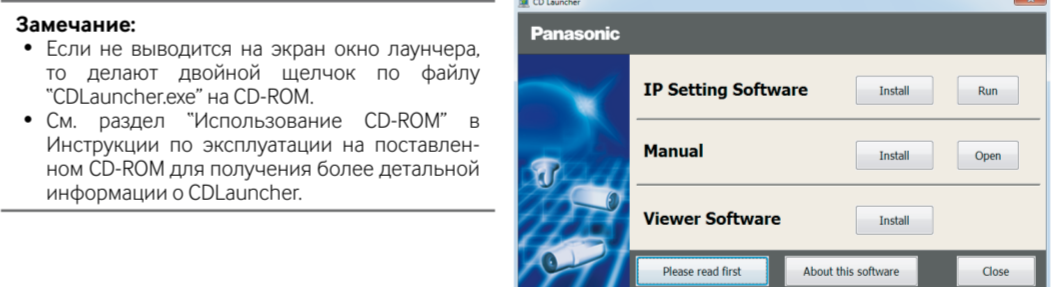 Замечание:
• Если не выводится на экран окно лаунчера,
то делают двойной щелчок по файлу
“CDLauncher.exe” на CD-ROM.
• См. раздел “Использование CD-ROM” в
Инструкции по эксплуатации на поставлен-
ном CD-ROM для получения более детальной
информации о CDLauncher.
CD Launcher
Panasonic
IP Setting Software Install Run
Manual Install Open
Viewer Software Install
Please read first About this software Close